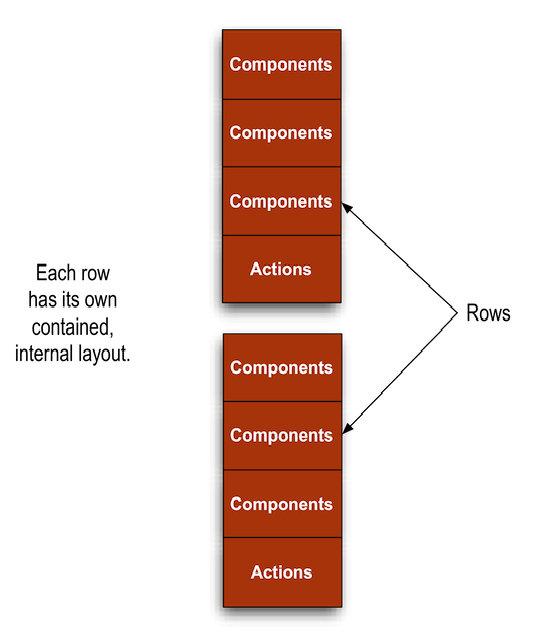 Components
Components
Components
Actions
Each row
has its own
contained,
internal layout.
Rows
Components
Components
Components
Actions